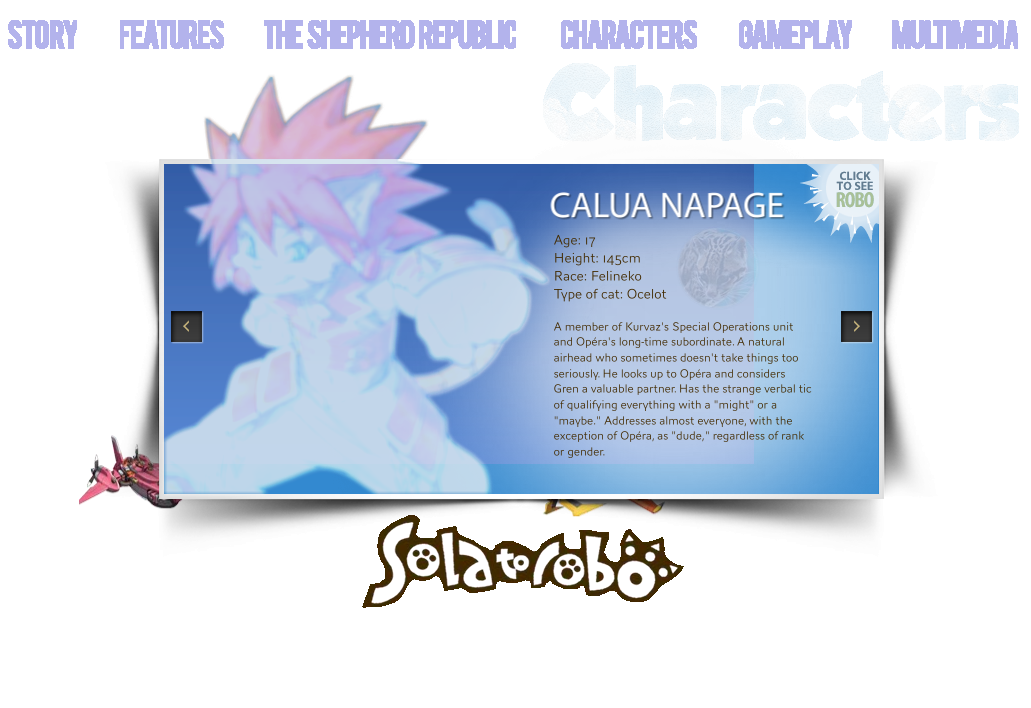 STORY FEATURES THE SHEPHERD REPUBLIC CHARACTERS GAMEPLAY MULTIMEDIA
Characters
CLICK
TO SEE
ROBO
CALUA NAPAGE
Age: 17
Height: 145cm
Race: Felineko
Type of cat: Ocelot
A member of Kurvaz's Special Operations unit
and Opéra's long-time subordinate. A natural
airhead who sometimes doesn't take things too
seriously. He looks up to Opéra and considers
Gren a valuable partner. Has the strange verbal tic
of qualifying everything with a "might" or a
"maybe." Addresses almost everyone, with the
exception of Opéra, as "dude," regardless of rank
or gender.
Solatorobo